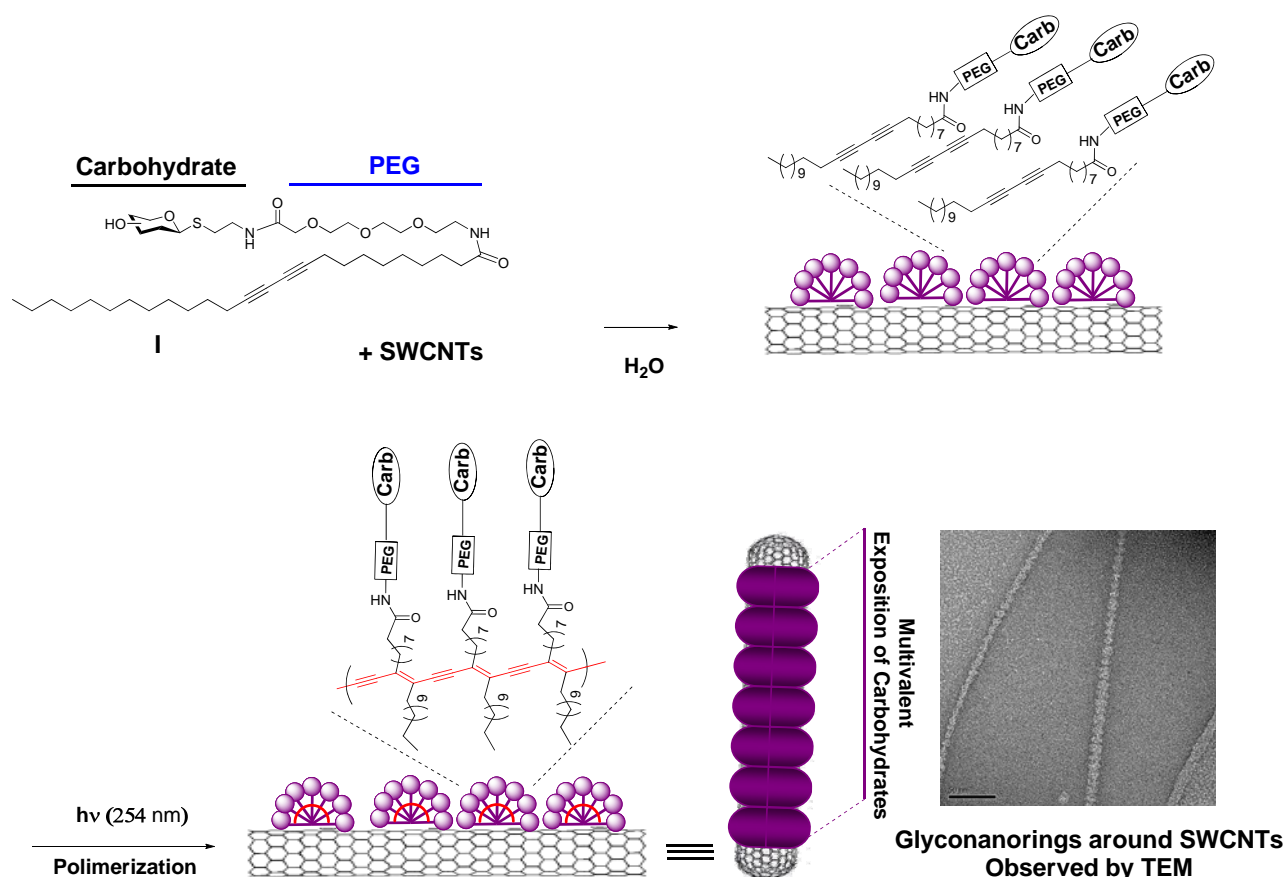 Carb
PEG
HN
O
7
9
Carb
PEG
HN
O
7
9
Carb
PEG
HN
O
7
9
Carbohydrate
PEG
HO
O
S
N
H
O
O
O
O
H
N
O
I
+ SWCNTs
H2O
Carb
PEG
HN
O
7
9
Carb
PEG
HN
O
7
9
Carb
PEG
HN
O
7
9
hν (254 nm)
Polimerization
Multivalent
Exposition of Carbohydrates
Glyconanorings around SWCNTs
Observed by TEM